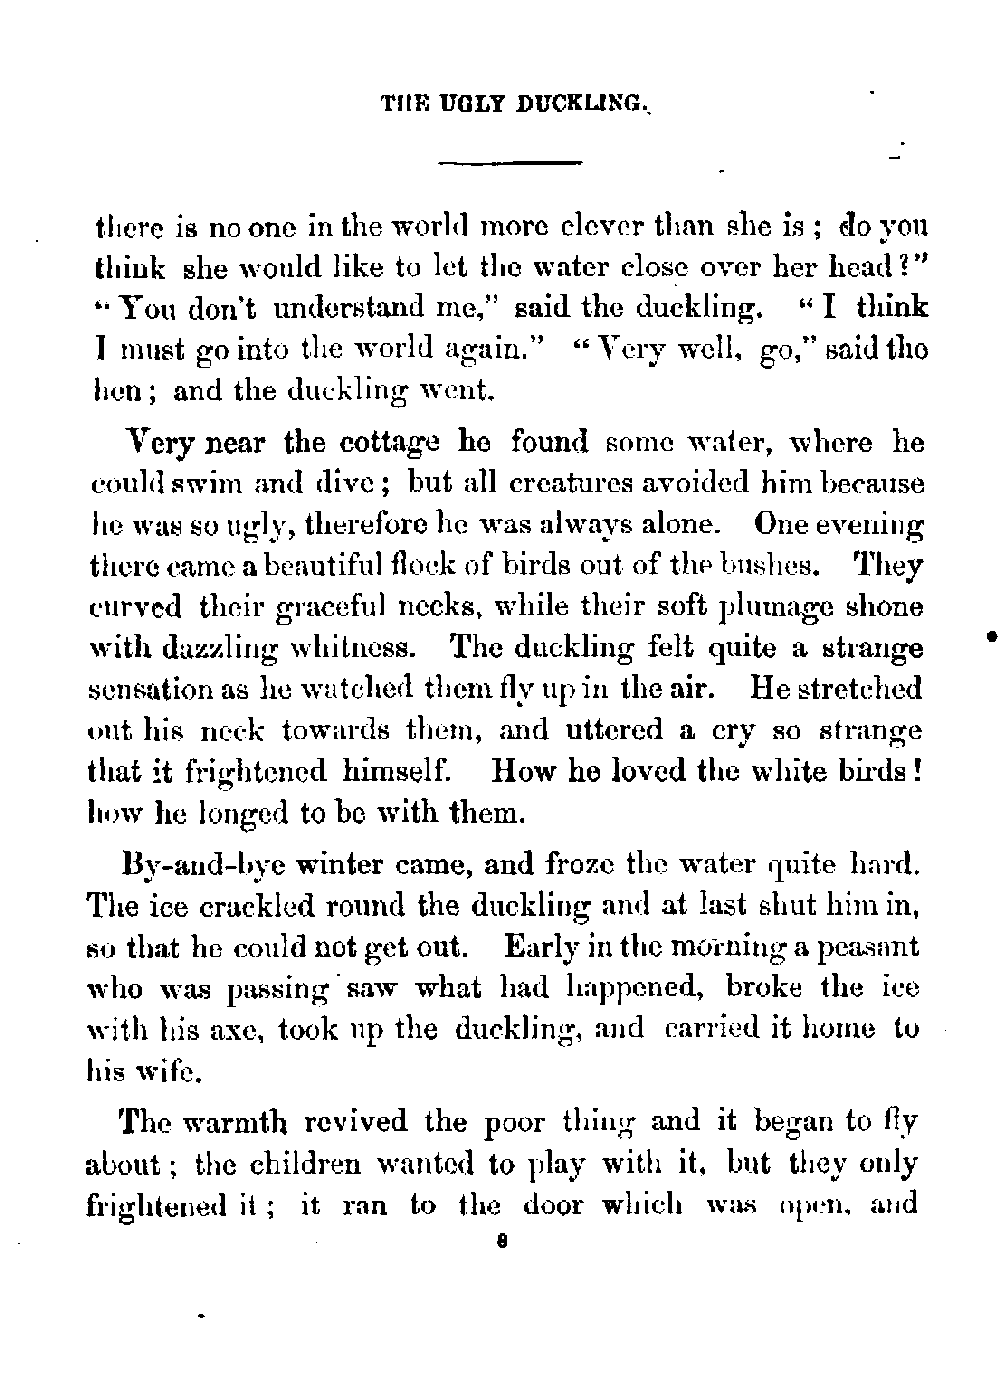 THE UGLY DUCKLING.
there is no one in the world more clever than she is ; do you
think she would like to let the water close over her head?"
"You don't understand me," said the duckling. "I think
I must go into the world again." "Very well, go," said the
hen; and the duckling went.
Very near the cottage he found some water, where he
could swim and dive; but all creatures avoided him because
he was so ugly, therefore he was always alone. One evening
there came a beautiful flock of birds out of the bushes. They
curved their graceful necks, while their soft plumage shone
with dazzling whitness. The duckling felt quite a strange
sensation as he watched them fly up in the air. He stretched
out his neck towards them, and uttered a cry so strange
that it frightened himself. How he loved the white birds!
how he longed to be with them.
By-and-bye winter came, and froze the water quite hard.
The ice crackled round the duckling and at last shut him in,
so that he could not get out. Early in the morning a peasant
who was passing saw what had happened, broke the ice
with his axe, took up the duckling, and carried it home to
his wife.
The warmth revived the poor thing and it began to fly
about; the children wanted to play with it, but they only
frightened it; it ran to the door which was open, and
8